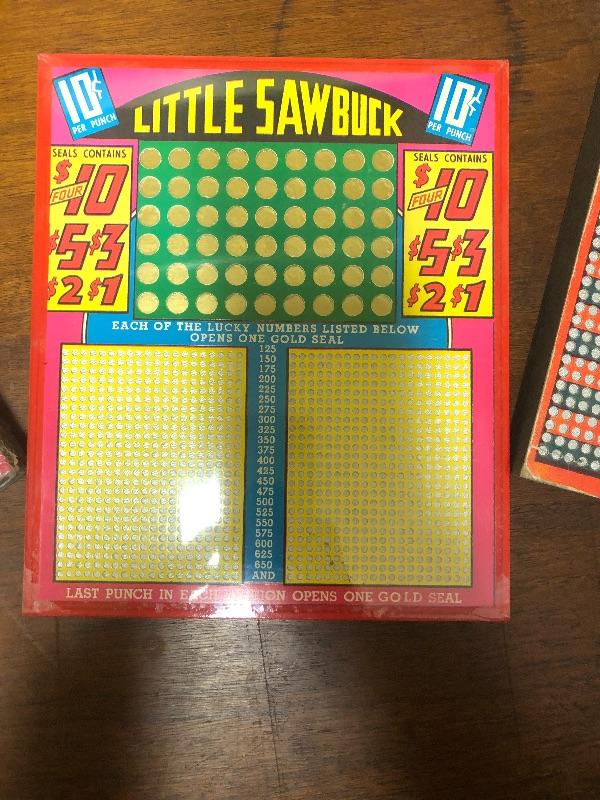 10¢
PER PUNCH
LITTLE SAWBUCK
10¢
PER PUNCH
SEALS CONTAINS
FOUR $10
$5 $3
$2 $1
SEALS CONTAINS
FOUR $10
$5 $3
$2 $1
EACH OF THE LUCKY NUMBERS LISTED BELOW
OPENS ONE GOLD SEAL
125
150
175
200
225
250
275
300
325
350
375
400
425
450
475
500
525
550
575
600
625
650
AND
LAST PUNCH IN EACH SECTION OPENS ONE GOLD SEAL